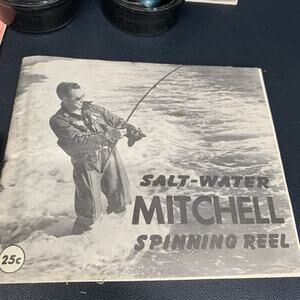 SALT-WATER
MITCHELL
SPINNING REEL
25c